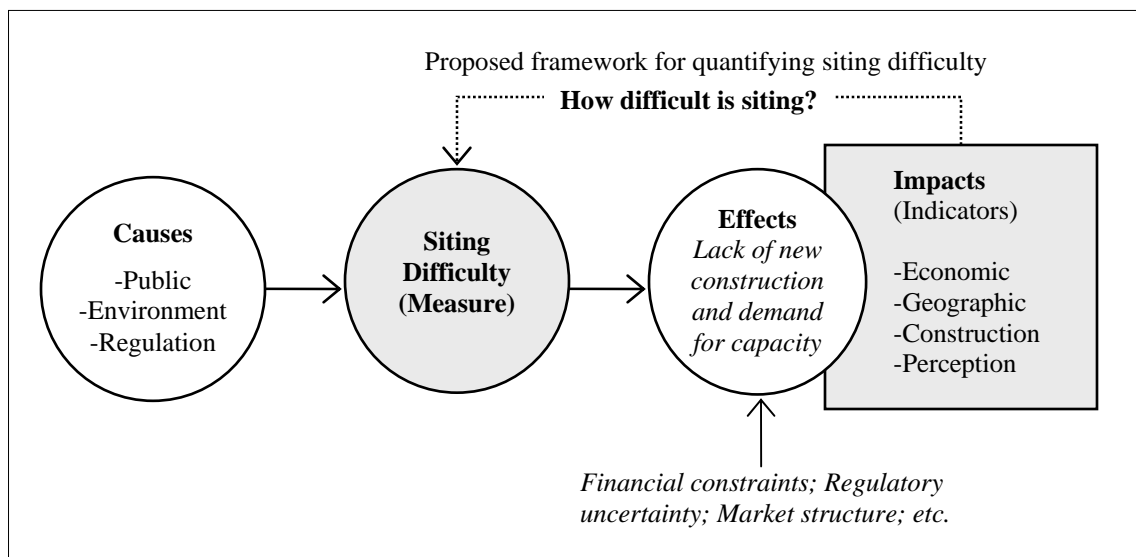 Proposed framework for quantifying siting difficulty
How difficult is siting?
Causes
-Public
-Environment
-Regulation
Siting
Difficulty
(Measure)
Effects
Lack of new
construction
and demand
for capacity
Impacts
(Indicators)
-Economic
-Geographic
-Construction
-Perception
Financial constraints; Regulatory
uncertainty; Market structure; etc.